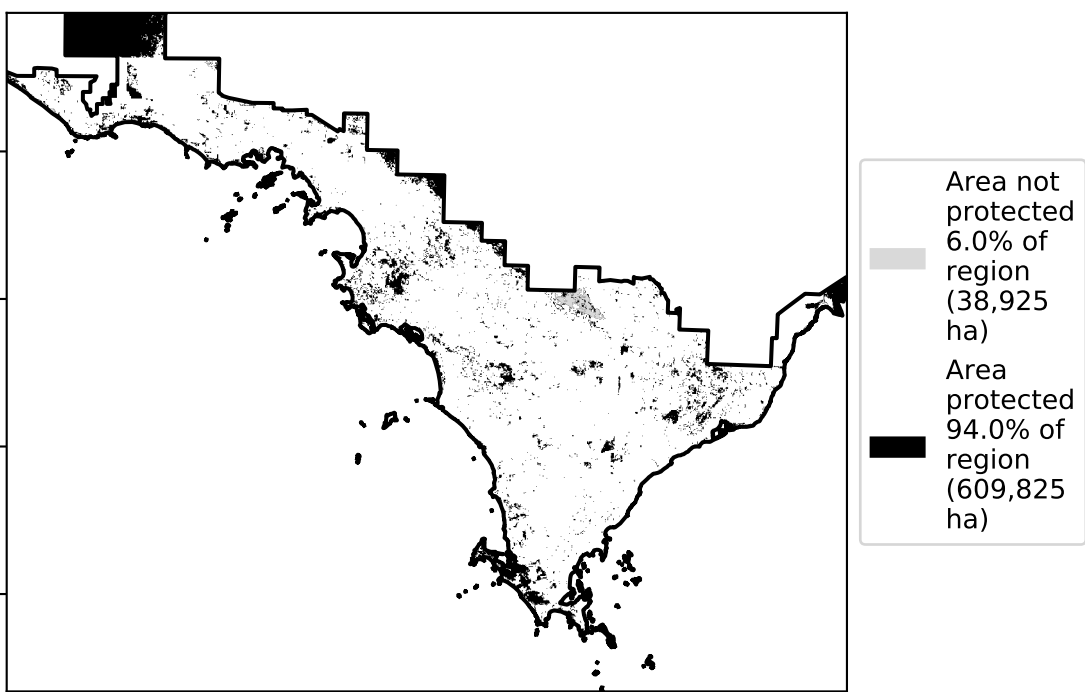 Area not
protected
6.0% of
region
(38,925
ha)
Area
protected
94.0% of
region
(609,825
ha)